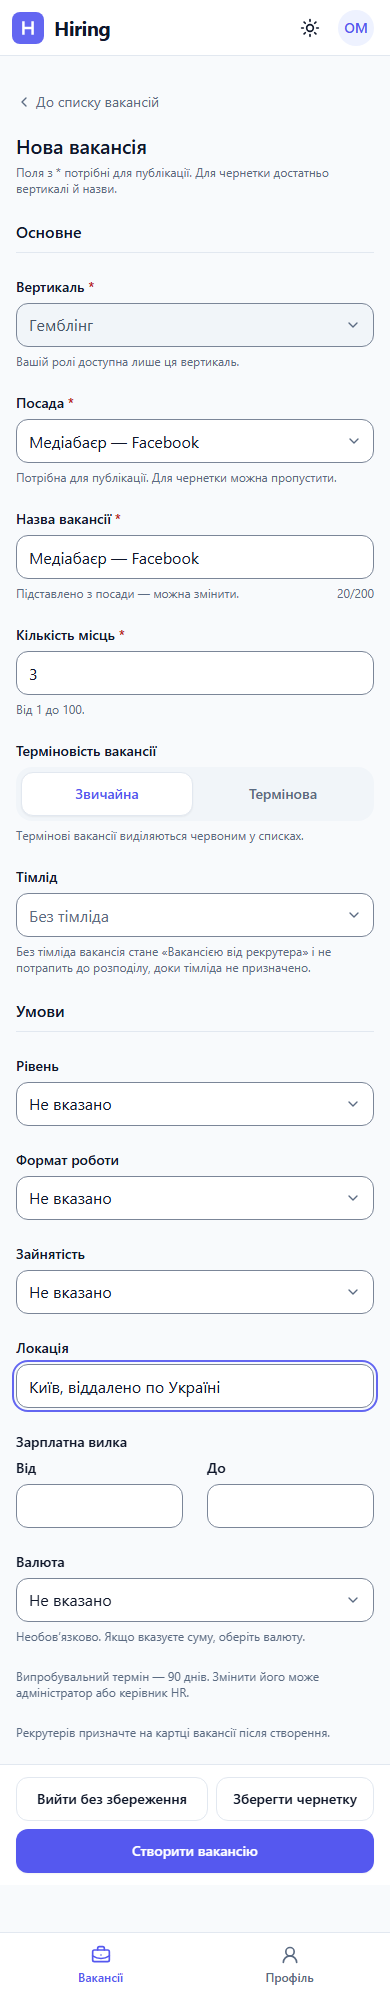 H Hiring
ОМ
До списку вакансій
Нова вакансія
Поля з * потрібні для публікації. Для чернетки достатньо
вертикалі й назви.
Основне
Вертикаль *
Гемблінг
Вашій ролі доступна лише ця вертикаль.
Посада *
Медіабаєр — Facebook
Потрібна для публікації. Для чернетки можна пропустити.
Назва вакансії *
Медіабаєр — Facebook
Підставлено з посади — можна змінити. 20/200
Кількість місць *
3
Від 1 до 100.
Терміновість вакансії
Звичайна Термінова
Термінові вакансії виділяються червоним у списках.
Тімлід
Без тімліда
Без тімліда вакансія стане «Вакансією від рекрутера» і не
потрапить до розподілу, доки тімліда не призначено.
Умови
Рівень
Не вказано
Формат роботи
Не вказано
Зайнятість
Не вказано
Локація
Київ, віддалено по Україні
Зарплатна вилка
Від До
Валюта
Не вказано
Необов'язково. Якщо вказуєте суму, оберіть валюту.
Випробувальний термін — 90 днів. Змінити його може
адміністратор або керівник HR.
Рекрутерів призначте на картці вакансії після створення.
Вийти без збереження Зберегти чернетку
Створити вакансію
Вакансії Профіль